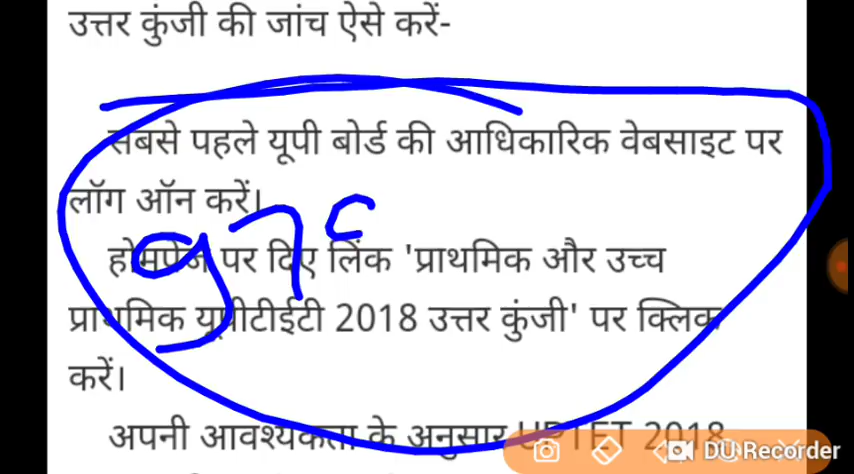 उत्तर कुंजी की जांच ऐसे करें-
सबसे पहले यूपी बोर्ड की आधिकारिक वेबसाइट पर
लॉग ऑन करें।
होमपेज पर दिए लिंक 'प्राथमिक और उच्च
प्राथमिक यूपीटीईटी 2018 उत्तर कुंजी' पर क्लिक
करें।
अपनी आवश्यकता के अनुसार UPTET 2018
DU Recorder